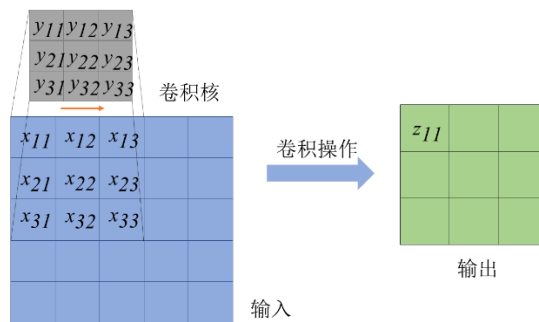 y11 y12 y13
y21 y22 y23
y31 y32 y33
卷积核
x11 x12 x13
x21 x22 x23
x31 x32 x33
卷积操作
z11
输入
输出